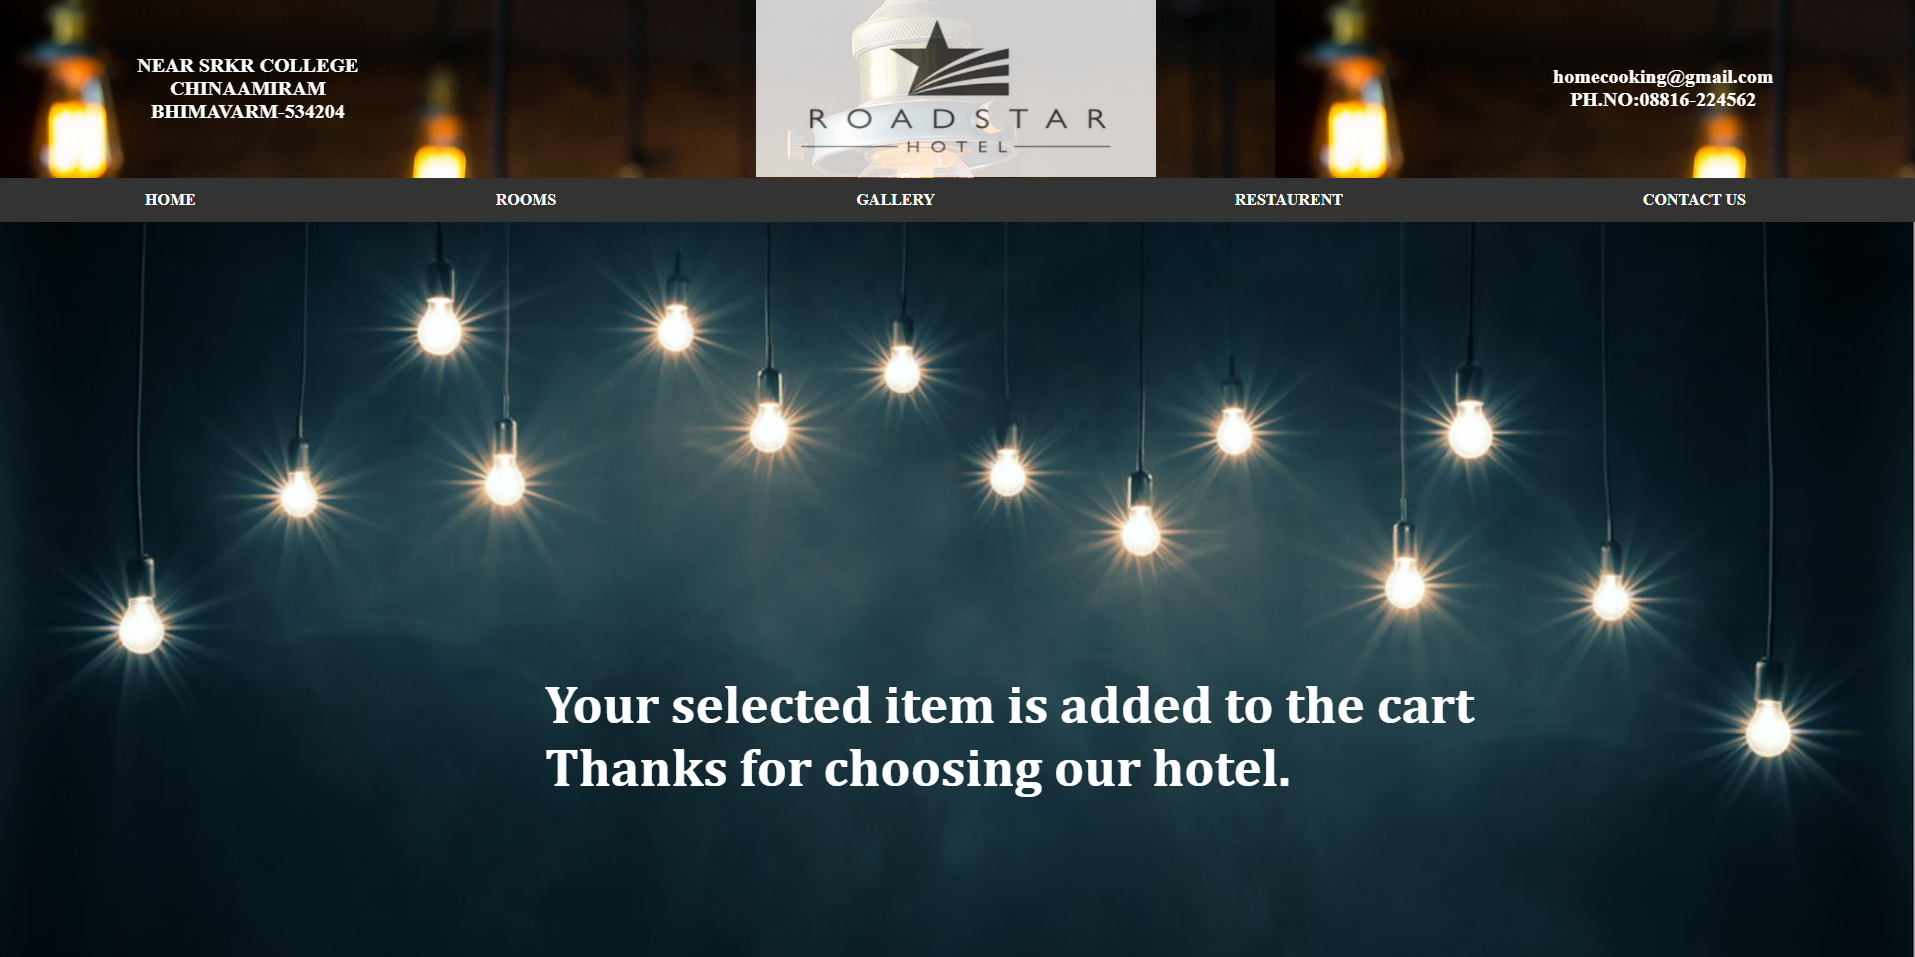 NEAR SRKR COLLEGE
CHINAAMIRAM
BHIMAVARM-534204
ROADSTAR
HOTEL
homecooking@gmail.com
PH.NO:08816-224562
HOME
ROOMS
GALLERY
RESTAURENT
CONTACT US
Your selected item is added to the cart
Thanks for choosing our hotel.